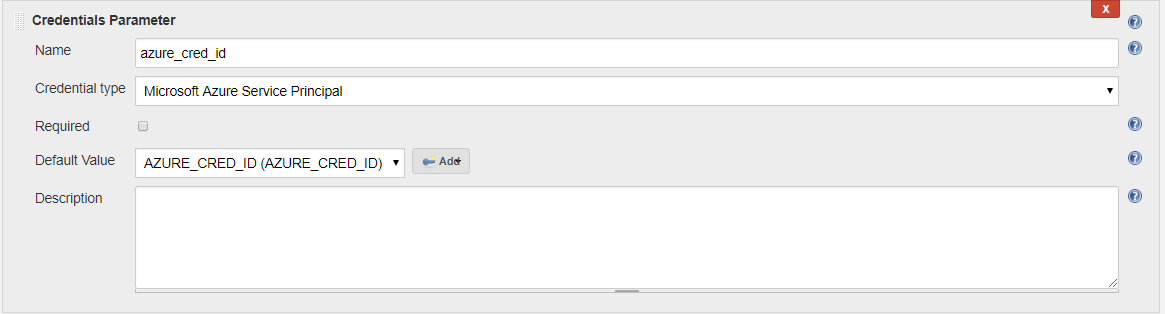 Credentials Parameter
X
?
Name
azure_cred_id
?
Credential type
Microsoft Azure Service Principal
Required
?
Default Value
AZURE_CRED_ID (AZURE_CRED_ID)
Add
?
Description
?